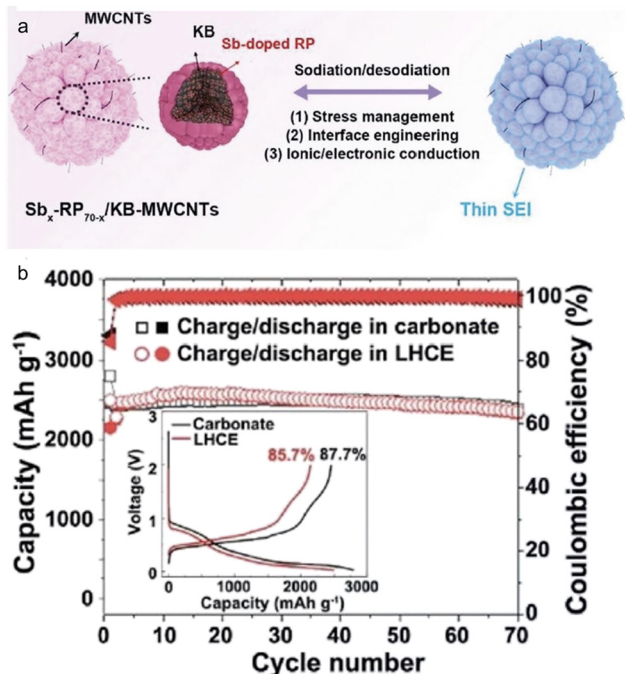 a
MWCNTs
KB
Sb-doped RP
Sodiation/desodiation
(1) Stress management
(2) Interface engineering
(3) Ionic/electronic conduction
Sbₓ-RP₇₀₋ₓ/KB-MWCNTs
Thin SEI
b
4000
3000
2000
1000
0
Capacity (mAh g⁻¹)
100
80
60
40
20
0
Coulombic efficiency (%)
Charge/discharge in carbonate
Charge/discharge in LHCE
3
2
1
0
Voltage (V)
Carbonate
LHCE
85.7%
87.7%
0
1000
2000
3000
Capacity (mAh g⁻¹)
0 10 20 30 40 50 60 70
Cycle number